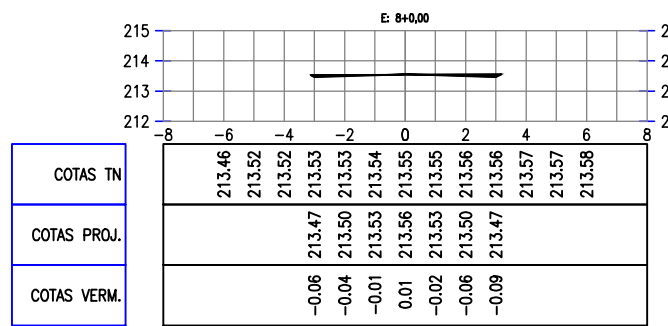 E: 8+0,00
215
214
213
212
2
2
2
2
-8 -6 -4 -2 0 2 4 6 8
COTAS TN 213.46 213.52 213.52 213.53 213.53 213.54 213.55 213.55 213.56 213.56 213.57 213.57 213.58
COTAS PROJ. 213.47 213.50 213.53 213.56 213.53 213.50 213.47
COTAS VERM. -0.06 -0.04 -0.01 0.01 -0.02 -0.06 -0.09